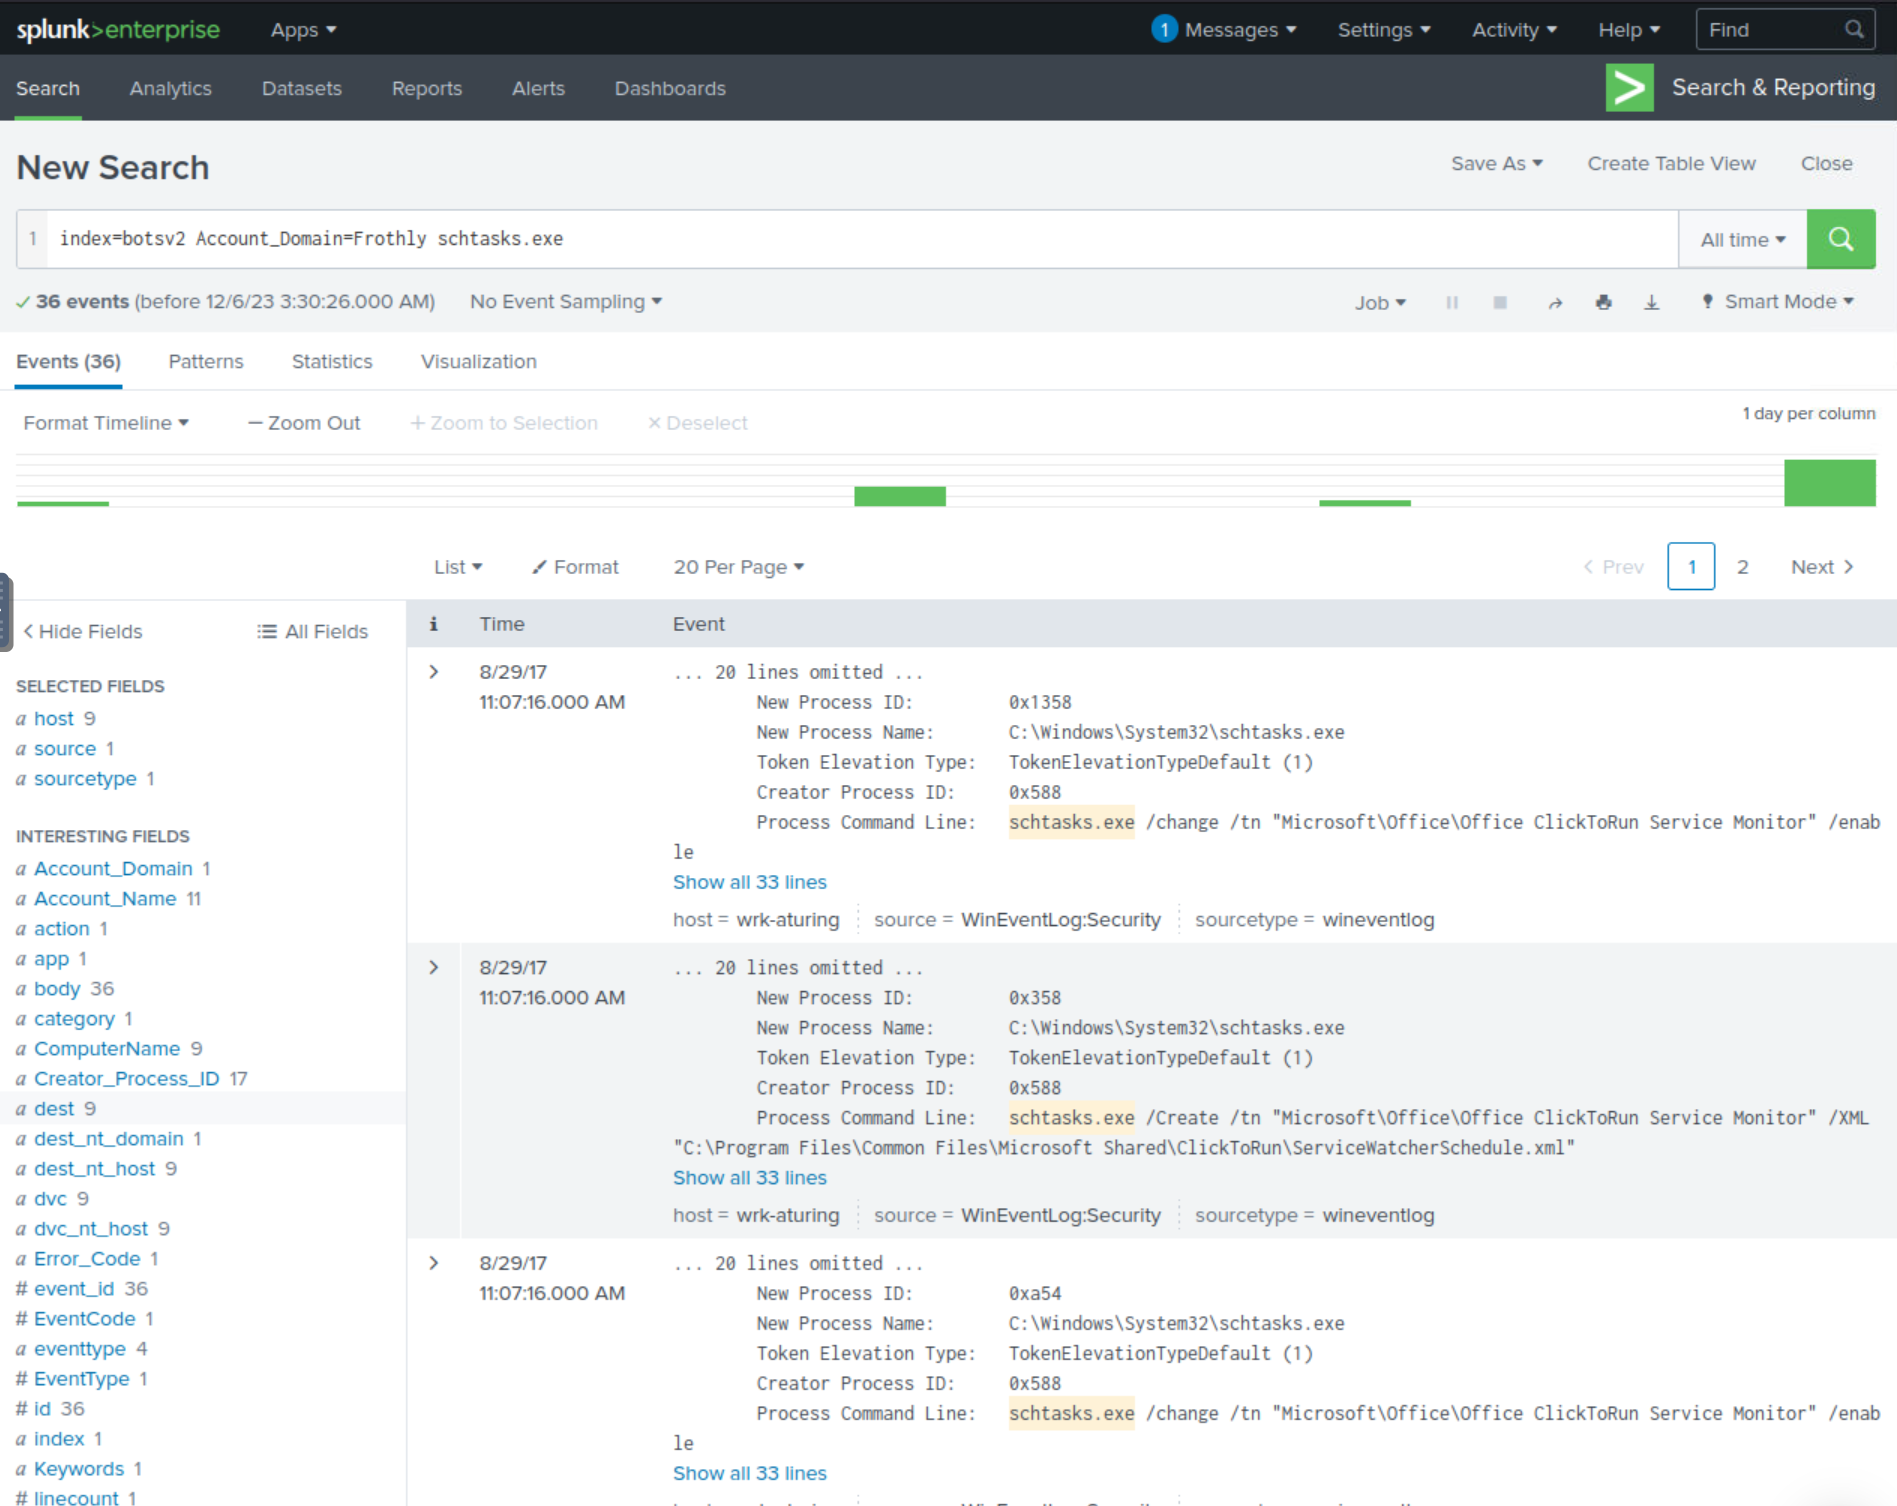 splunk>enterprise Apps 1 Messages Settings Activity Help Find
Search Analytics Datasets Reports Alerts Dashboards > Search & Reporting
New Search Save As Create Table View Close
1 index=botsv2 Account_Domain=Frothly schtasks.exe All time
36 events (before 12/6/23 3:30:26.000 AM) No Event Sampling Job Smart Mode
Events (36) Patterns Statistics Visualization
Format Timeline — Zoom Out + Zoom to Selection × Deselect 1 day per column
List Format 20 Per Page < Prev 1 2 Next >
< Hide Fields All Fields
SELECTED FIELDS
a host 9
a source 1
a sourcetype 1
INTERESTING FIELDS
a Account_Domain 1
a Account_Name 11
a action 1
a app 1
a body 36
a category 1
a ComputerName 9
a Creator_Process_ID 17
a dest 9
a dest_nt_domain 1
a dest_nt_host 9
a dvc 9
a dvc_nt_host 9
a Error_Code 1
# event_id 36
# EventCode 1
a eventtype 4
# EventType 1
# id 36
a index 1
a Keywords 1
# linecount 1
i Time Event
> 8/29/17 ... 20 lines omitted ...
11:07:16.000 AM New Process ID: 0x1358
New Process Name: C:\Windows\System32\schtasks.exe
Token Elevation Type: TokenElevationTypeDefault (1)
Creator Process ID: 0x588
Process Command Line: schtasks.exe /change /tn "Microsoft\Office\Office ClickToRun Service Monitor" /enab
le
Show all 33 lines
host = wrk-aturing source = WinEventLog:Security sourcetype = wineventlog
> 8/29/17 ... 20 lines omitted ...
11:07:16.000 AM New Process ID: 0x358
New Process Name: C:\Windows\System32\schtasks.exe
Token Elevation Type: TokenElevationTypeDefault (1)
Creator Process ID: 0x588
Process Command Line: schtasks.exe /Create /tn "Microsoft\Office\Office ClickToRun Service Monitor" /XML
"C:\Program Files\Common Files\Microsoft Shared\ClickToRun\ServiceWatcherSchedule.xml"
Show all 33 lines
host = wrk-aturing source = WinEventLog:Security sourcetype = wineventlog
> 8/29/17 ... 20 lines omitted ...
11:07:16.000 AM New Process ID: 0xa54
New Process Name: C:\Windows\System32\schtasks.exe
Token Elevation Type: TokenElevationTypeDefault (1)
Creator Process ID: 0x588
Process Command Line: schtasks.exe /change /tn "Microsoft\Office\Office ClickToRun Service Monitor" /enab
le
Show all 33 lines